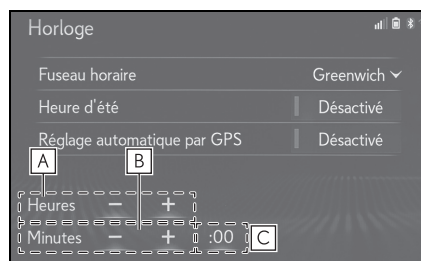 Horloge
Fuseau horaire Greenwich
Heure d'été Désactivé
Réglage automatique par GPS Désactivé
A B
Heures − +
Minutes − + :00 C